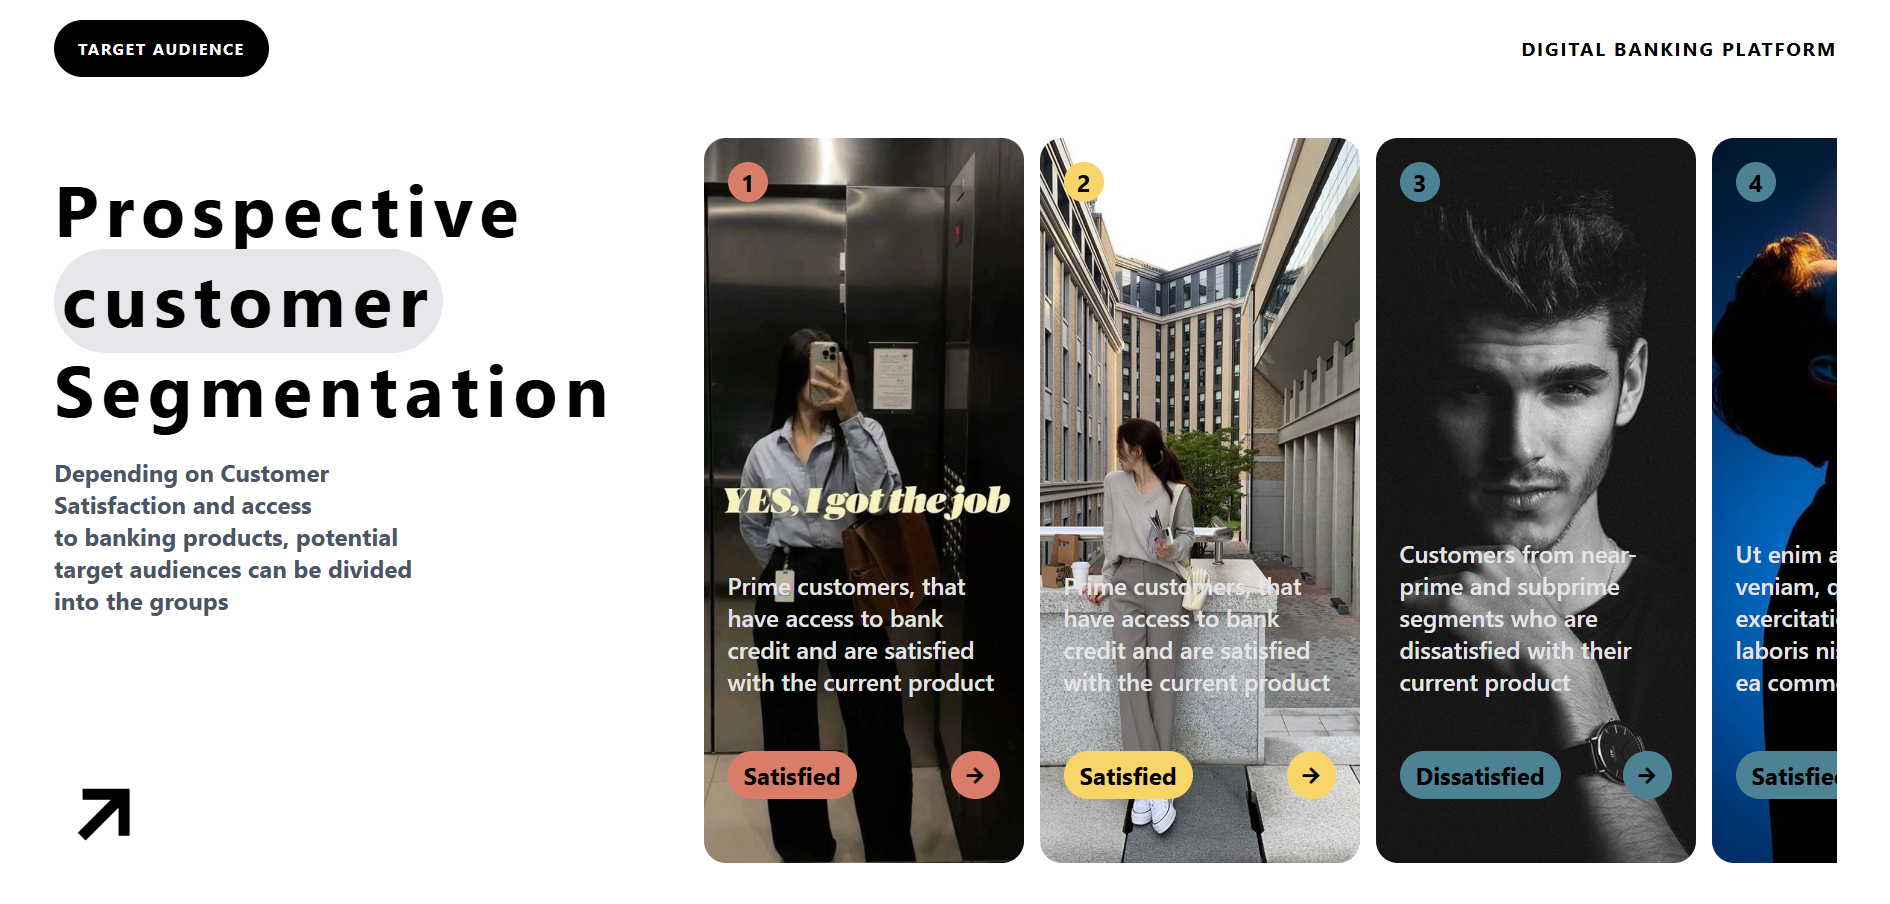 TARGET AUDIENCE
DIGITAL BANKING PLATFORM
Prospective
customer
Segmentation
Depending on Customer
Satisfaction and access
to banking products, potential
target audiences can be divided
into the groups
1
YES, I got the job
Prime customers, that
have access to bank
credit and are satisfied
with the current product
Satisfied
2
Prime customers, that
have access to bank
credit and are satisfied
with the current product
Satisfied
3
Customers from near-
prime and subprime
segments who are
dissatisfied with their
current product
Dissatisfied
4
Ut enim
veniam,
laboris
ea